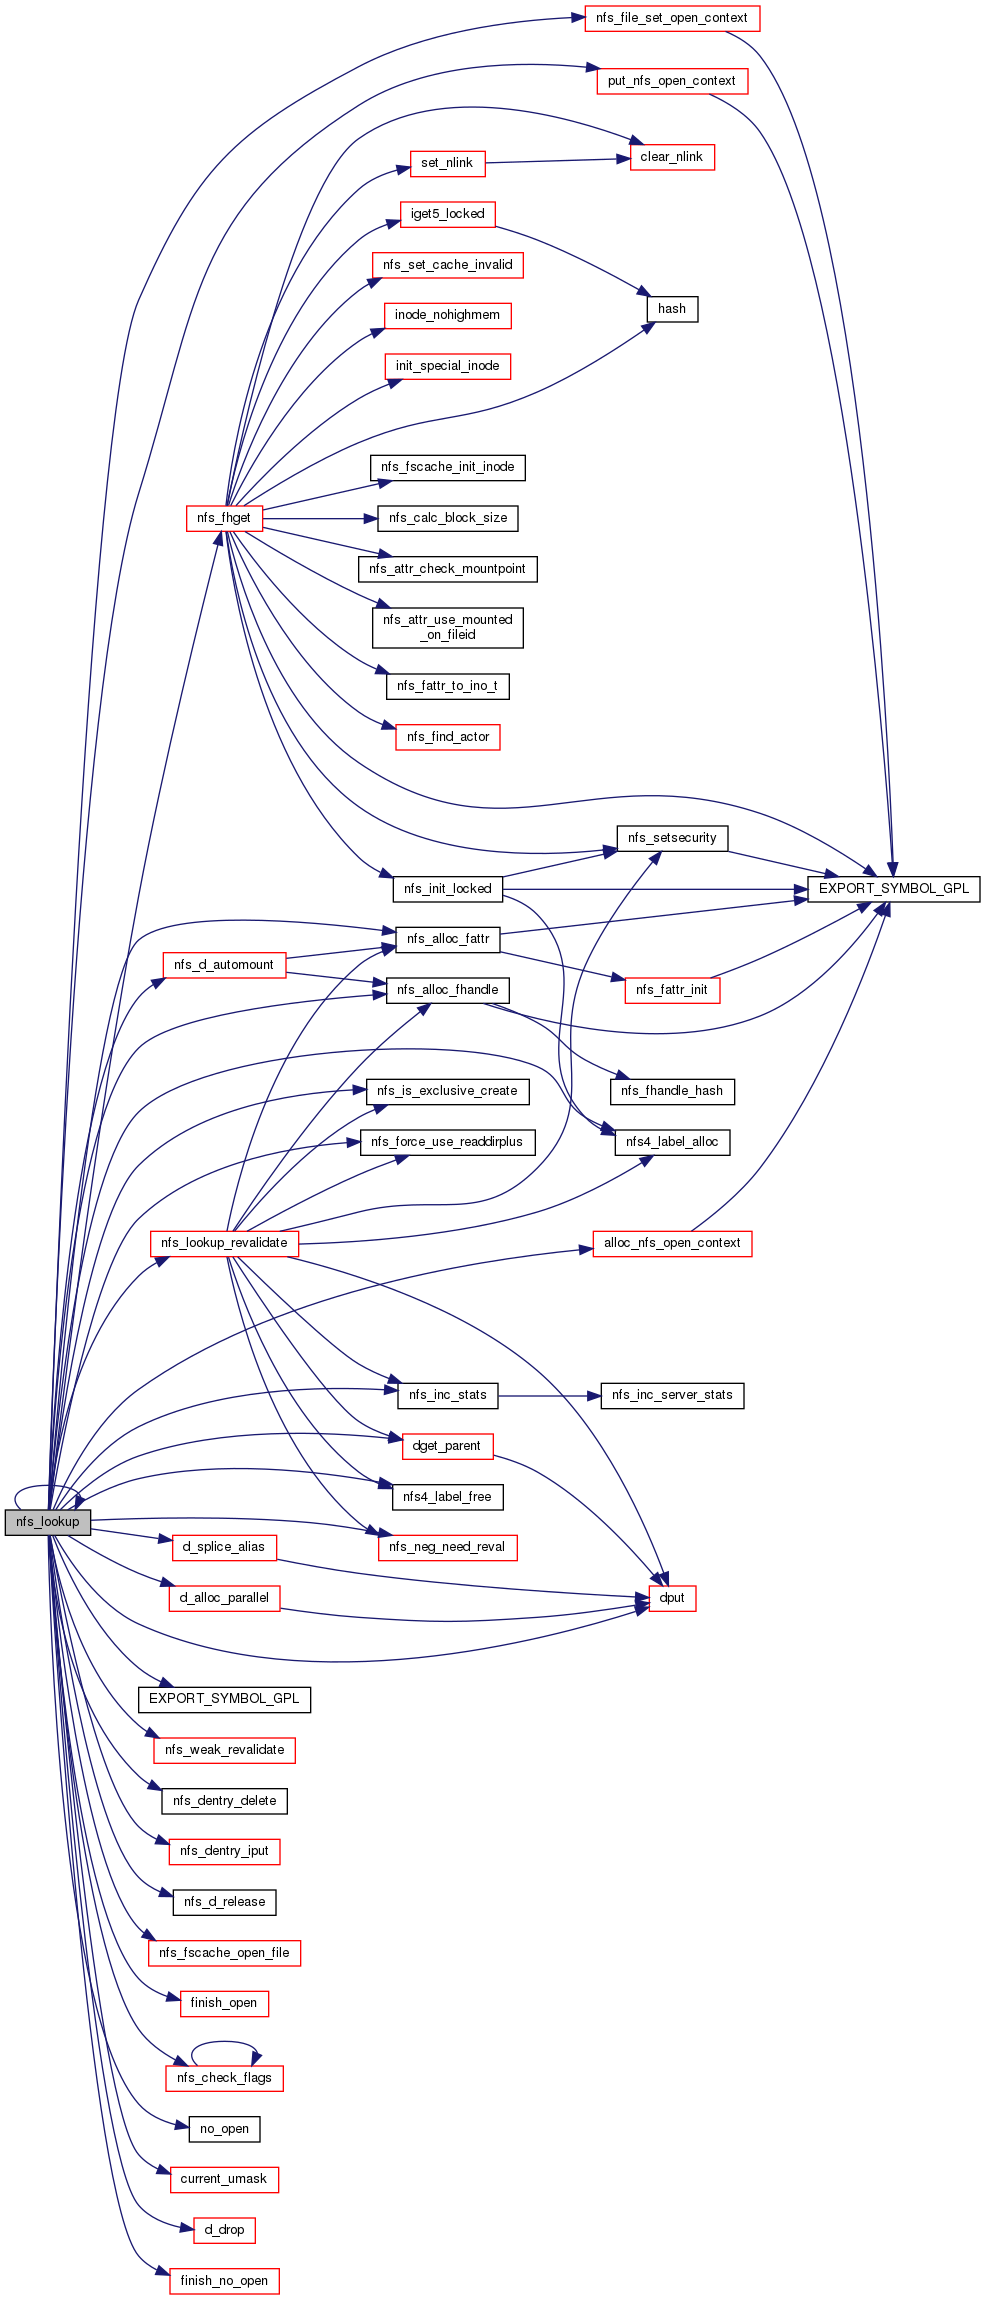 nfs_file_set_open_context
put_nfs_open_context
clear_nlink
set_nlink
iget5_locked
nfs_set_cache_invalid
hash
inode_nohighmem
init_special_inode
nfs_fscache_init_inode
nfs_fhget
nfs_calc_block_size
nfs_attr_check_mountpoint
nfs_attr_use_mounted
_on_fileid
nfs_fattr_to_ino_t
nfs_find_actor
nfs_setsecurity
nfs_init_locked
EXPORT_SYMBOL_GPL
nfs_alloc_fattr
nfs_d_automount
nfs_alloc_fhandle
nfs_fattr_init
nfs_is_exclusive_create
nfs_fhandle_hash
nfs_force_use_readdirplus
nfs4_label_alloc
nfs_lookup_revalidate
alloc_nfs_open_context
nfs_inc_stats
nfs_inc_server_stats
dget_parent
nfs4_label_free
nfs_lookup
nfs_neg_need_reval
d_splice_alias
d_alloc_parallel
dput
EXPORT_SYMBOL_GPL
nfs_weak_revalidate
nfs_dentry_delete
nfs_dentry_iput
nfs_d_release
nfs_fscache_open_file
finish_open
nfs_check_flags
no_open
current_umask
d_drop
finish_no_open